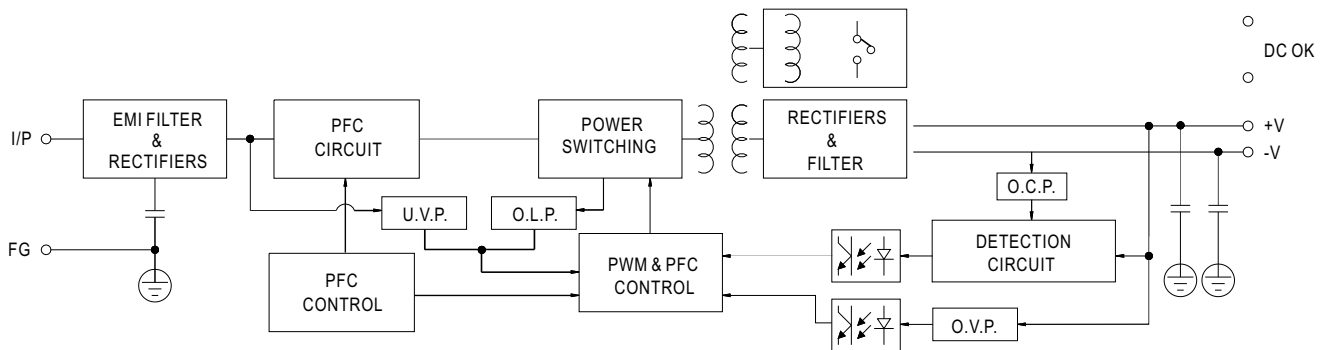 DC OK
I/P
EMI FILTER
&
RECTIFIERS
PFC
CIRCUIT
POWER
SWITCHING
RECTIFIERS
&
FILTER
+V
-V
O.C.P.
U.V.P.
O.L.P.
FG
PFC
CONTROL
PWM & PFC
CONTROL
DETECTION
CIRCUIT
O.V.P.